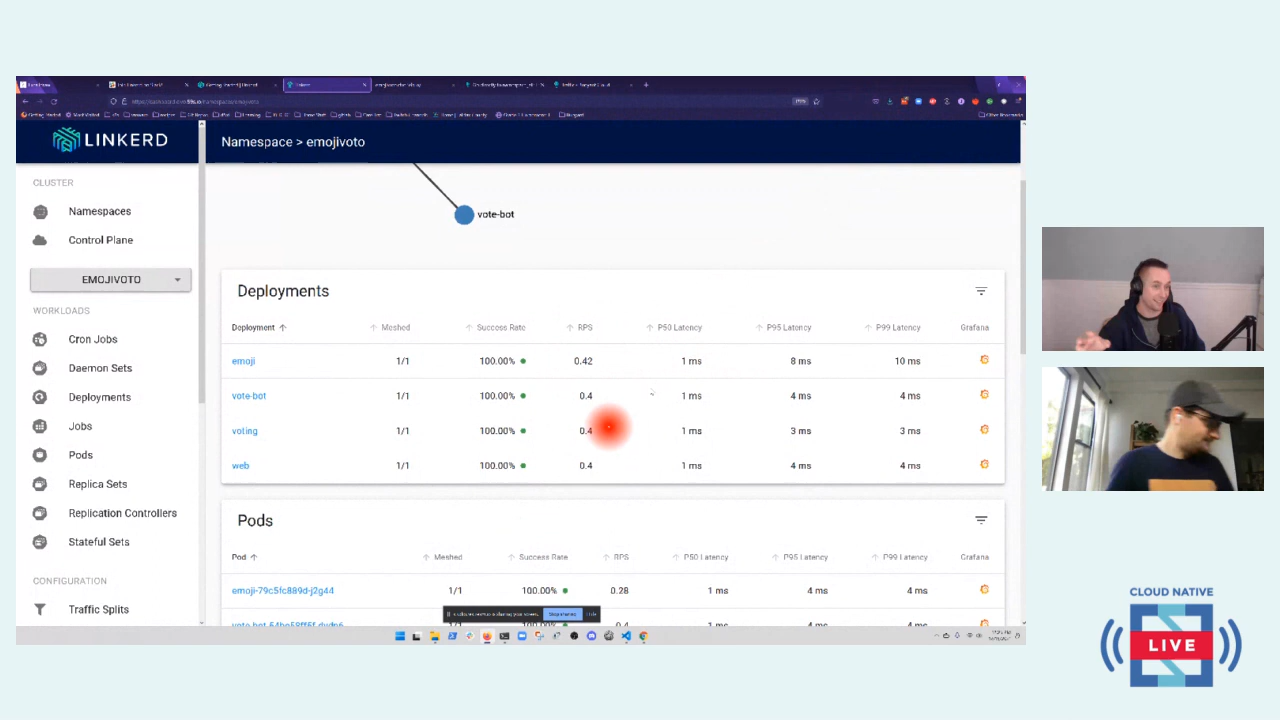 LINKERD
Namespace > emojivoto
CLUSTER
Namespaces
Control Plane
EMOJIVOTO
WORKLOADS
Cron Jobs
Daemon Sets
Deployments
Jobs
Pods
Replica Sets
Replication Controllers
Stateful Sets
CONFIGURATION
Traffic Splits
vote-bot
Deployments
Deployment Meshed Success Rate RPS P50 Latency P95 Latency P99 Latency Grafana
emoji 1/1 100.00% 0.42 1 ms 8 ms 10 ms
vote-bot 1/1 100.00% 0.4 1 ms 4 ms 4 ms
voting 1/1 100.00% 0.4 1 ms 3 ms 3 ms
web 1/1 100.00% 0.4 1 ms 4 ms 4 ms
Pods
Pod Meshed Success Rate RPS P50 Latency P95 Latency P99 Latency Grafana
emoji-79c5fc889d-j2g44 1/1 100.00% 0.28 1 ms 4 ms 4 ms
CLOUD NATIVE
LIVE